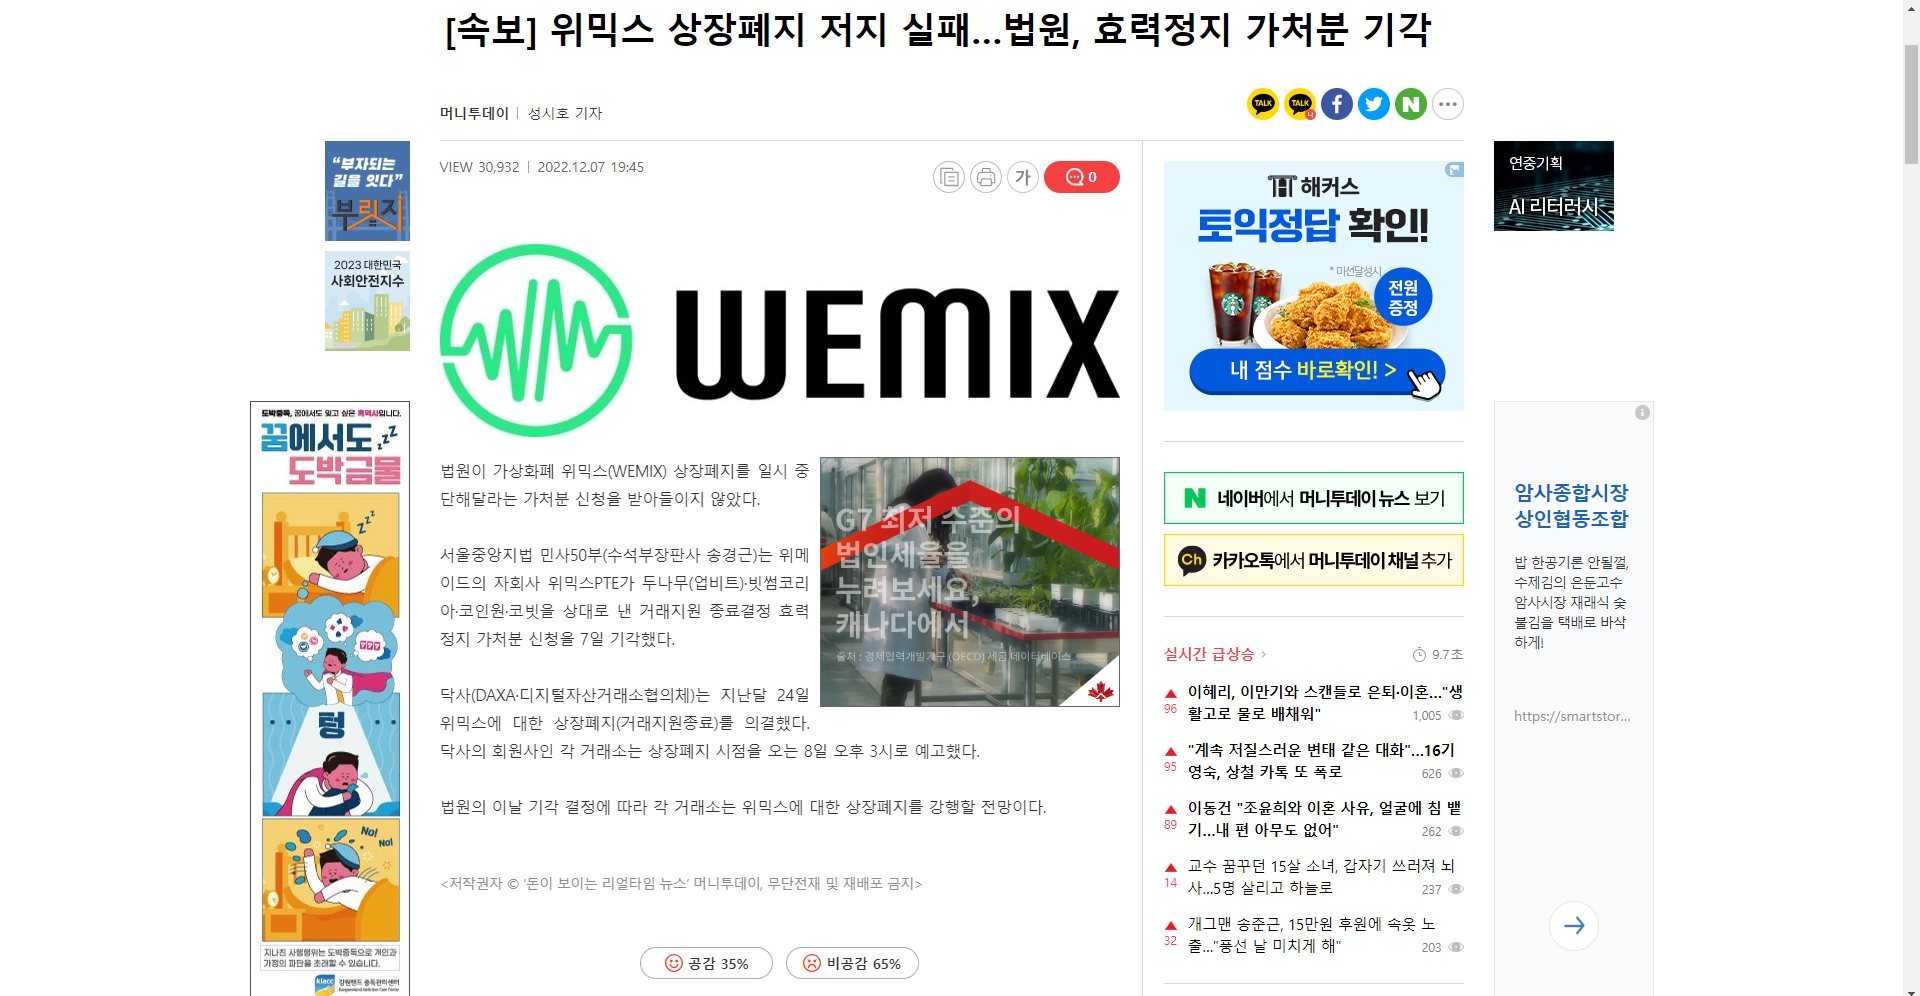 [속보] 위믹스 상장폐지 저지 실패...법원, 효력정지 가처분 기각
머니투데이
성시호 기자
TALK
TALK
나
N
VIEW 30,932
2022.12.07 19:45
가
0
"부자되는
길을 잇다"
부릿지
2023 대한민국
사회안전지수
WM
WEMIX
법원이 가상화폐 위믹스(WEMIX) 상장폐지를 일시 중
단해달라는 가처분 신청을 받아들이지 않았다.
서울중앙지법 민사50부(수석부장판사 송경근)는 위메
이드의 자회사 위믹스PTE가 두나무(업비트)·빗썸코리
아·코인원·코빗을 상대로 낸 거래지원 종료결정 효력
정지 가처분 신청을 7일 기각했다.
닥사(DAXA·디지털자산거래소협의체)는 지난달 24일
위믹스에 대한 상장폐지(거래지원종료)를 의결했다.
닥사의 회원사인 각 거래소는 상장폐지 시점을 오는 8일 오후 3시로 예고했다.
법원의 이날 기각 결정에 따라 각 거래소는 위믹스에 대한 상장폐지를 강행할 전망이다.
<저작권자 © '돈이 보이는 리얼타임 뉴스' 머니투데이, 무단전재 및 재배포 금지>
공감 35%
비공감 65%
G7 최저 수준의
법인세율을
누려보세요,
캐나다에서
출처 : 경제협력개발기구 (OECD) 세금 데이터베이스
도박중독, 꿈에서도 잊고 싶은 흑역사입니다.
꿈에서도 zzz
도박금물
zzz
777
텅
No!
No!
지나친 사행행위는 도박중독으로 개인과
가정의 파탄을 초래할 수 있습니다.
klacc
강원랜드 중독관리센터
해커스
토익정답 확인!
* 미션달성시
전원
증정
내 점수 바로확인! >
N 네이버에서 머니투데이 뉴스 보기
Ch 카카오톡에서 머니투데이 채널 추가
실시간 급상승 >
9.7초
96
이혜리, 이만기와 스캔들로 은퇴·이혼..."생
활고로 물로 배채워"
1,005
95
"계속 저질스러운 변태 같은 대화"...16기
영숙, 상철 카톡 또 폭로
626
89
이동건 "조윤희와 이혼 사유, 얼굴에 침 뱉
기...내 편 아무도 없어"
262
14
교수 꿈꾸던 15살 소녀, 갑자기 쓰러져 뇌
사...5명 살리고 하늘로
237
32
개그맨 송준근, 15만원 후원에 속옷 노
출..."풍선 날 미치게 해"
203
연중기획
AI 리터러시
암사종합시장
상인협동조합
밥 한공기론 안될껄,
수제김의 은둔고수
암사시장 재래식 숯
불김을 택배로 바삭
하게!
https://smartstor...